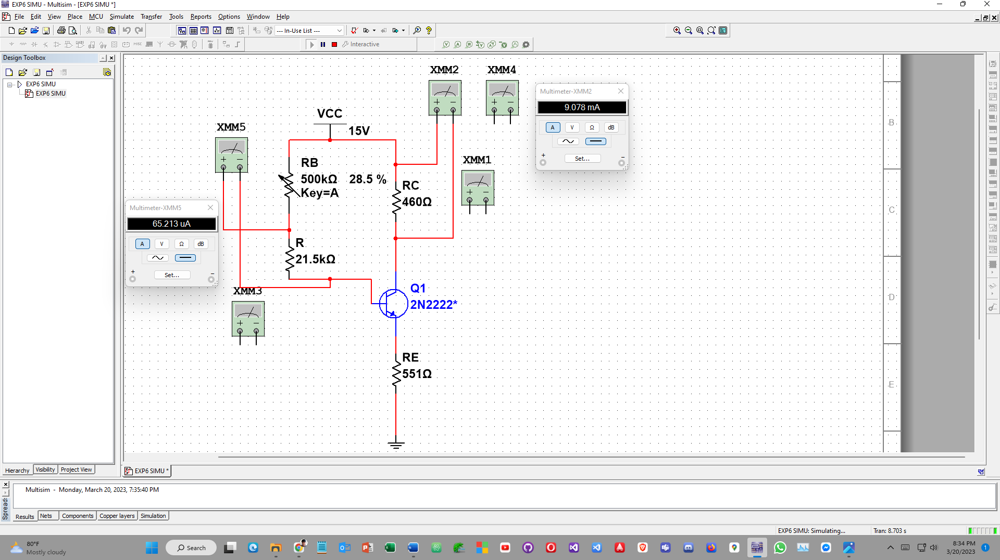 EXP6 SIMU - Multisim - [EXP6 SIMU *]
File Edit View Place MCU Simulate Transfer Tools Reports Options Window Help
--- In-Use List ---
Interactive
Design Toolbox
EXP6 SIMU
EXP6 SIMU
XMM2 XMM4
Multimeter-XMM2
9.078 mA
A V Ω dB
+ Set... -
VCC
15V
XMM5
XMM1
RB
500kΩ 28.5 %
Key=A
RC
460Ω
Multimeter-XMM5
65.213 uA
A V Ω dB
+ Set... -
R
21.5kΩ
XMM3
Q1
2N2222*
RE
551Ω
B
C
D
E
Hierarchy Visibility Project View
EXP6 SIMU *
Multisim - Monday, March 20, 2023, 7:35:40 PM
Spread:
Results Nets Components Copper layers Simulation
EXP6 SIMU: Simulating... Tran: 8.703 s
80°F
Mostly cloudy
Search
8:34 PM
3/20/2023
1